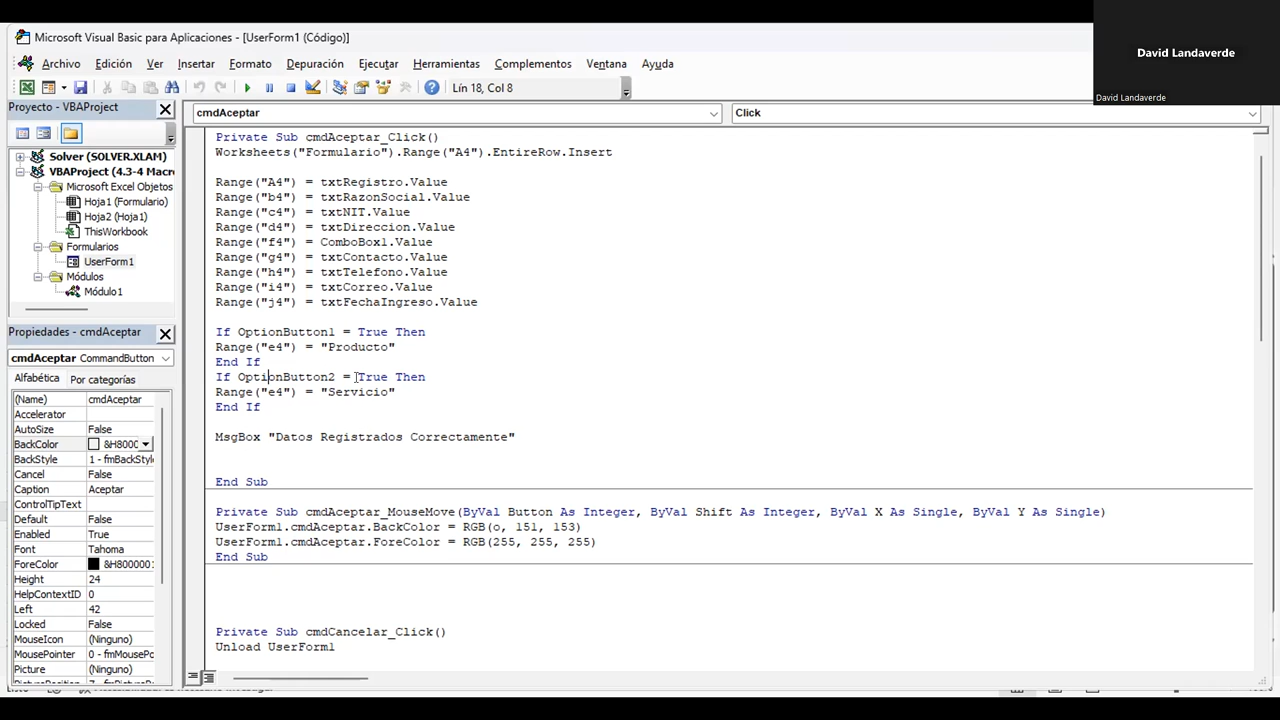 David Landaverde
David Landaverde
Microsoft Visual Basic para Aplicaciones - [UserForm1 (Código)]
Archivo Edición Ver Insertar Formato Depuración Ejecutar Herramientas Complementos Ventana Ayuda
Lín 18, Col 8
Proyecto - VBAProject
Solver (SOLVER.XLAM)
VBAProject (4.3-4 Macro
Microsoft Excel Objetos
Hoja1 (Formulario)
Hoja2 (Hoja1)
ThisWorkbook
Formularios
UserForm1
Módulos
Módulo1
Propiedades - cmdAceptar
cmdAceptar CommandButton
Alfabética Por categorías
(Name) cmdAceptar
Accelerator
AutoSize False
BackColor &H8000
BackStyle 1 - fmBackStyle
Cancel False
Caption Aceptar
ControlTipText
Default False
Enabled True
Font Tahoma
ForeColor &H800001
Height 24
HelpContextID 0
Left 42
Locked False
MouseIcon (Ninguno)
MousePointer 0 - fmMousePo
Picture (Ninguno)
cmdAceptar Click
Private Sub cmdAceptar_Click()
Worksheets("Formulario").Range("A4").EntireRow.Insert
Range("A4") = txtRegistro.Value
Range("b4") = txtRazonSocial.Value
Range("c4") = txtNIT.Value
Range("d4") = txtDireccion.Value
Range("f4") = ComboBox1.Value
Range("g4") = txtContacto.Value
Range("h4") = txtTelefono.Value
Range("i4") = txtCorreo.Value
Range("j4") = txtFechaIngreso.Value
If OptionButton1 = True Then
Range("e4") = "Producto"
End If
If OptionButton2 = True Then
Range("e4") = "Servicio"
End If
MsgBox "Datos Registrados Correctamente"
End Sub
Private Sub cmdAceptar_MouseMove(ByVal Button As Integer, ByVal Shift As Integer, ByVal X As Single, ByVal Y As Single)
UserForm1.cmdAceptar.BackColor = RGB(o, 151, 153)
UserForm1.cmdAceptar.ForeColor = RGB(255, 255, 255)
End Sub
Private Sub cmdCancelar_Click()
Unload UserForm1